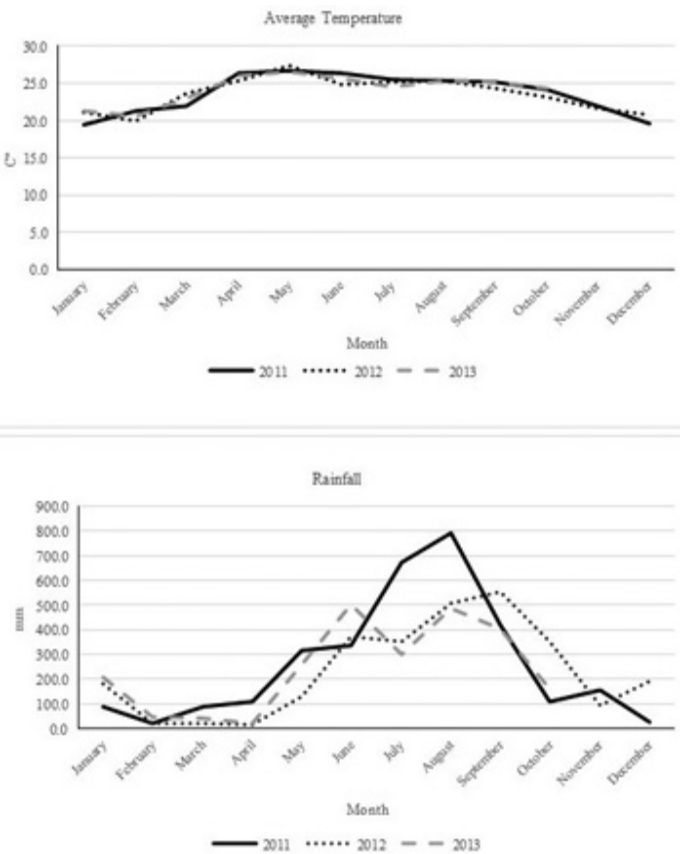 Average Temperature
30.0
25.0
20.0
15.0
10.0
5.0
0.0
C°
January February March April May June July August September October November December
Month
2011 2012 2013
Rainfall
900.0
800.0
700.0
600.0
500.0
400.0
300.0
200.0
100.0
0.0
mm
January February March April May June July August September October November December
Month
2011 2012 2013